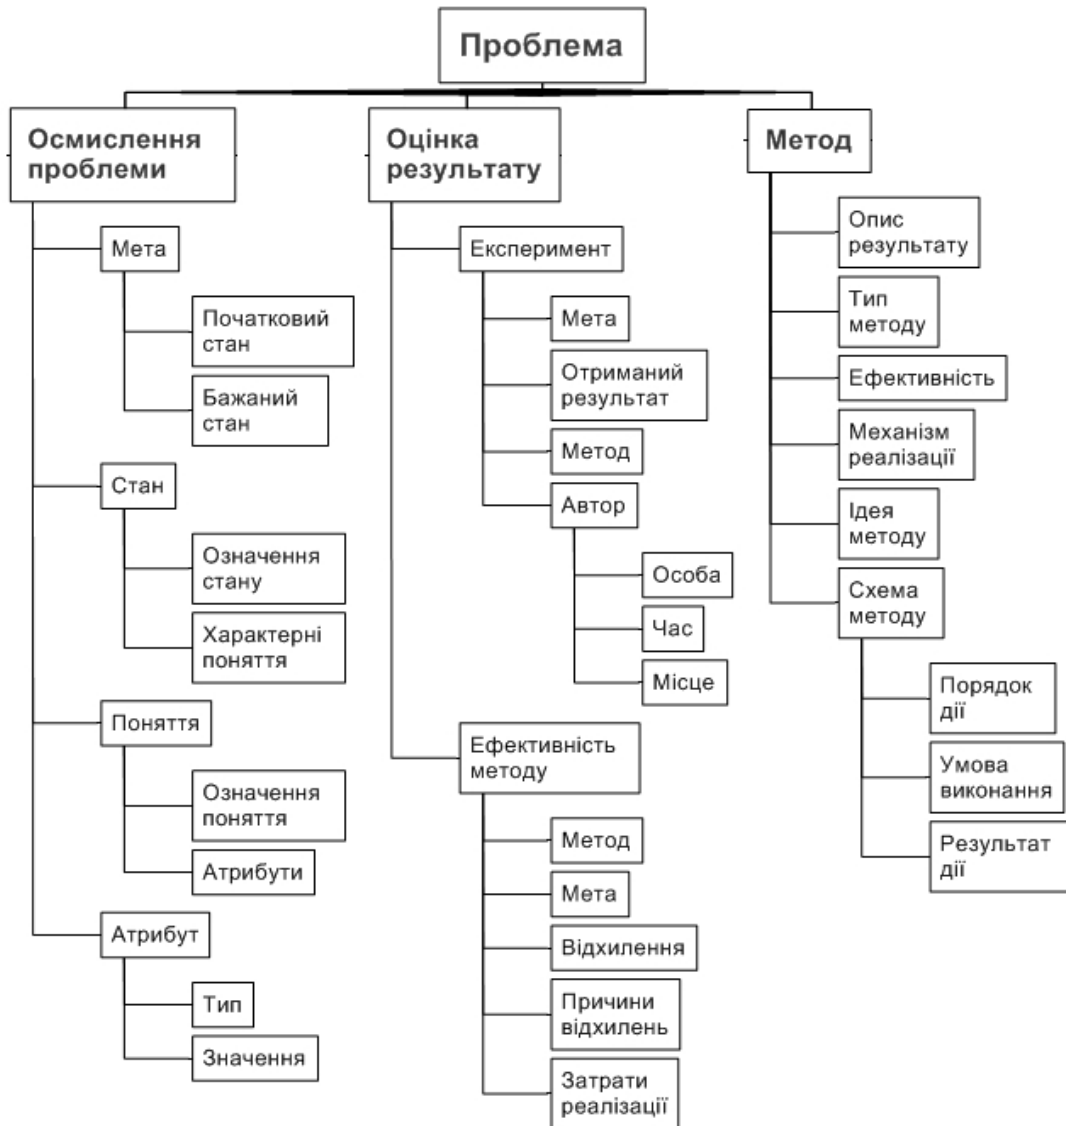 Проблема
Осмислення
проблеми
Мета
Початковий
стан
Бажаний
стан
Стан
Означення
стану
Характерні
поняття
Поняття
Означення
поняття
Атрибути
Атрибут
Тип
Значення
Оцінка
результату
Експеримент
Мета
Отриманий
результат
Метод
Автор
Особа
Час
Місце
Ефективність
методу
Метод
Мета
Відхилення
Причини
відхилень
Затрати
реалізації
Метод
Опис
результату
Тип
методу
Ефективність
Механізм
реалізації
Ідея
методу
Схема
методу
Порядок
дії
Умова
виконання
Результат
дії